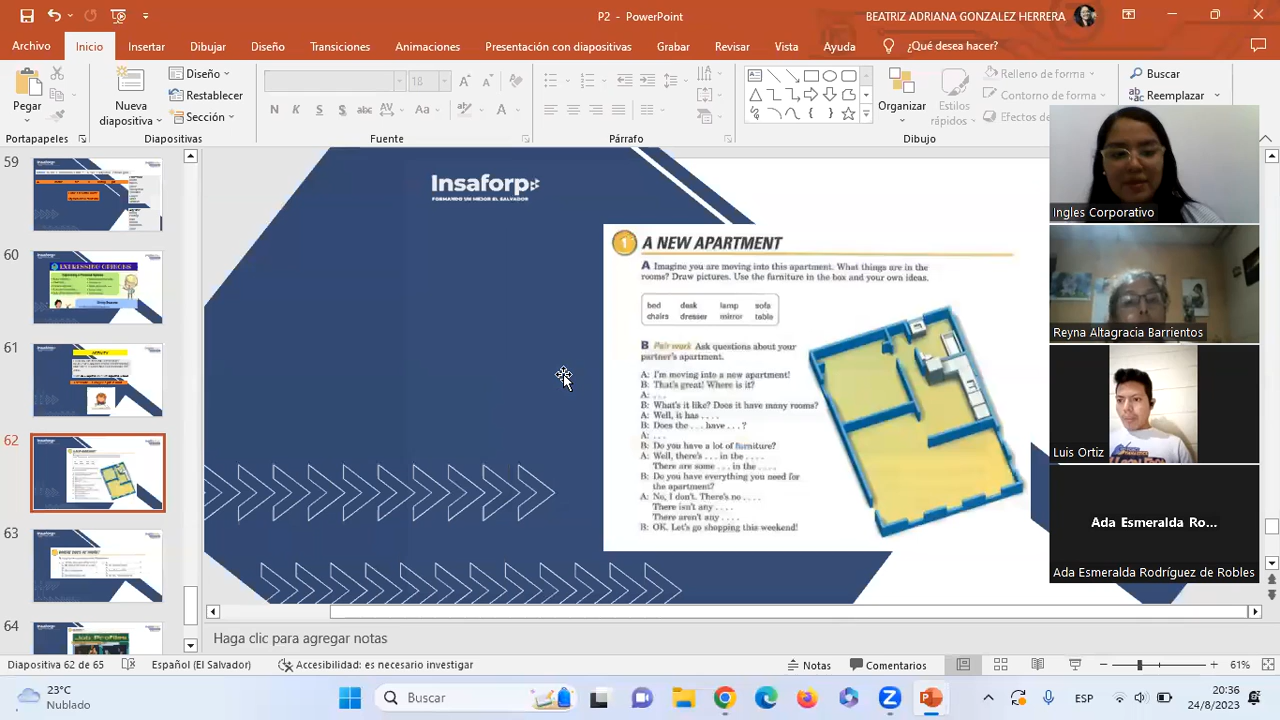 P2 - PowerPoint
BEATRIZ ADRIANA GONZALEZ HERRERA
Archivo Inicio Insertar Dibujar Diseño Transiciones Animaciones Presentación con diapositivas Grabar Revisar Vista Ayuda ¿Qué desea hacer?
Pegar
Nueva diapositiva
Diseño
Restablecer
Sección
18
N K S abc AV Aa A
Organizar
Estilos rápidos
Relleno de forma
Contorno de forma
Efectos de
Buscar
Reemplazar
Portapapeles Diapositivas Fuente Párrafo Dibujo
59
60
EXPRESSING OPINIONS
61
62
63
64
Insaforp
FORMANDO UN MEJOR EL SALVADOR
1 A NEW APARTMENT
A Imagine you are moving into this apartment. What things are in the
rooms? Draw pictures. Use the furniture in the box and your own ideas.
bed desk lamp sofa
chairs dresser mirror table
B Pair work Ask questions about your
partner's apartment.
A: I'm moving into a new apartment!
B: That's great! Where is it?
A: . . .
B: What's it like? Does it have many rooms?
A: Well, it has . . . .
B: Does the . . . have . . . ?
A: . . .
B: Do you have a lot of furniture?
A: Well, there's . . . in the . . . .
There are some . . . in the . . . .
B: Do you have everything you need for
the apartment?
A: No, I don't. There's no . . . .
There isn't any . . . .
There aren't any . . . .
B: OK. Let's go shopping this weekend!
Ingles Corporativo
Reyna Altagracia Barrientos
Luis Ortiz
Ada Esmeralda Rodríguez de Robles
Haga clic para agregar notas
Diapositiva 62 de 65 Español (El Salvador) Accesibilidad: es necesario investigar Notas Comentarios 61%
23°C
Nublado
Buscar
ESP
20:36
24/8/2023